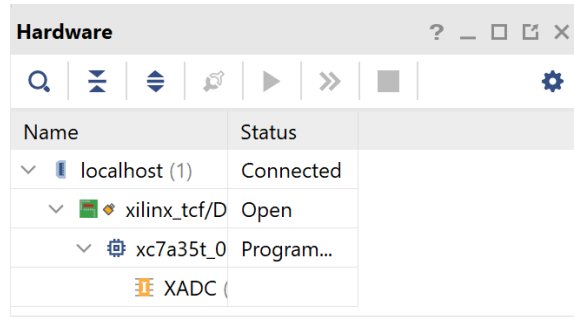 Hardware ? _
Name Status
localhost (1) Connected
xilinx_tcf/D Open
xc7a35t_0 Program...
XADC (